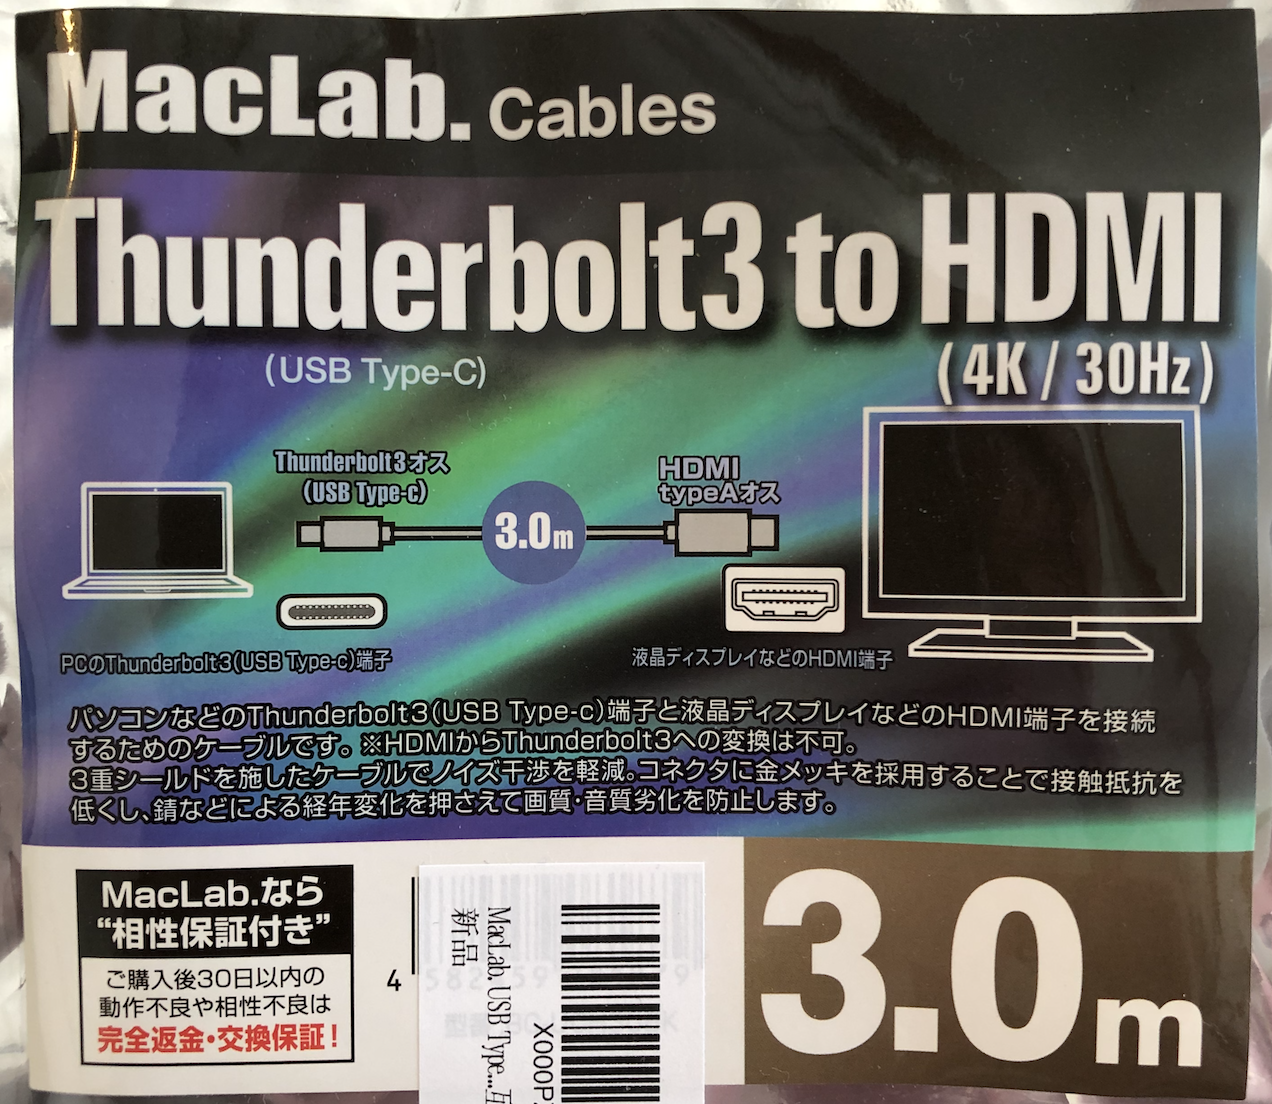 MacLab. Cables
Thunderbolt3 to HDMI
(USB Type-C)
(4K / 30Hz)
Thunderbolt3オス
(USB Type-c)
HDMI
typeAオス
3.0m
PCのThunderbolt3(USB Type-c)端子
液晶ディスプレイなどのHDMI端子
パソコンなどのThunderbolt3(USB Type-c)端子と液晶ディスプレイなどのHDMI端子を接続
するためのケーブルです。※HDMIからThunderbolt3への変換は不可。
3重シールドを施したケーブルでノイズ干渉を軽減。コネクタに金メッキを採用することで接触抵抗を
低くし、錆などによる経年変化を押さえて画質・音質劣化を防止します。
MacLab.なら
“相性保証付き”
ご購入後30日以内の
動作不良や相性不良は
完全返金・交換保証！
4
X000P
MacLab. USB Type...互
新品
3.0m